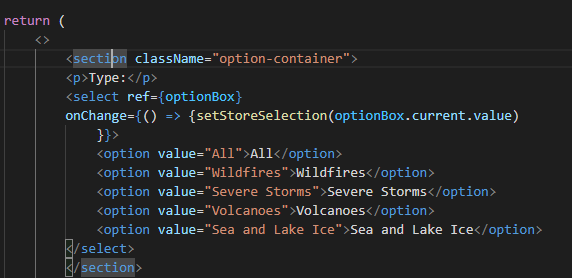 return (
<>
<section className="option-container">
<p>Type:</p>
<select ref={optionBox}
onChange={() => {setStoreSelection(optionBox.current.value)
}}>
<option value="All">All</option>
<option value="Wildfires">Wildfires</option>
<option value="Severe Storms">Severe Storms</option>
<option value="Volcanoes">Volcanoes</option>
<option value="Sea and Lake Ice">Sea and Lake Ice</option>
</select>
</section>